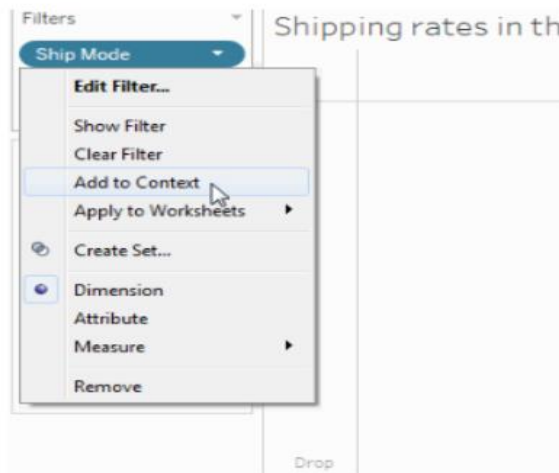 Filters
Shipping rates in th
Ship Mode
Edit Filter...
Show Filter
Clear Filter
Add to Context
Apply to Worksheets
Create Set...
Dimension
Attribute
Measure
Remove
Drop